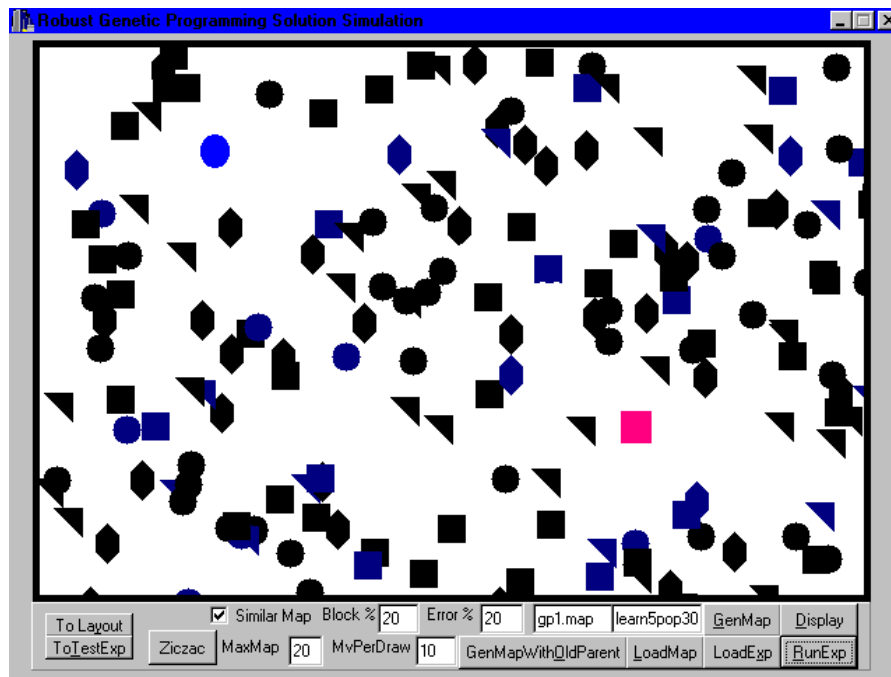 Robust Genetic Programming Solution Simulation
To Layout Similar Map Block % 20 Error % 20 gp1.map learn5pop30 GenMap Display
ToTestExp Ziczac MaxMap 20 MvPerDraw 10 GenMapWithOldParent LoadMap LoadExp RunExp